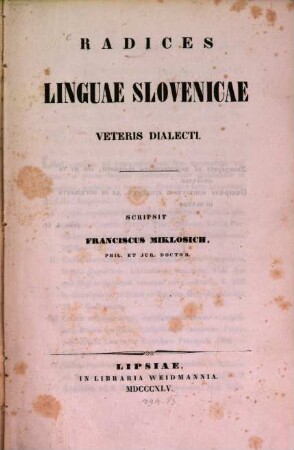 RADICES
LINGUAE SLOVENICAE
VETERIS DIALECTI.
SCRIPSIT
FRANCISCUS MIKLOSICH,
PHIL. ET JUR. DOCTOR.
LIPSIAE,
IN LIBRARIA WEIDMANNIA.
MDCCCXLV.